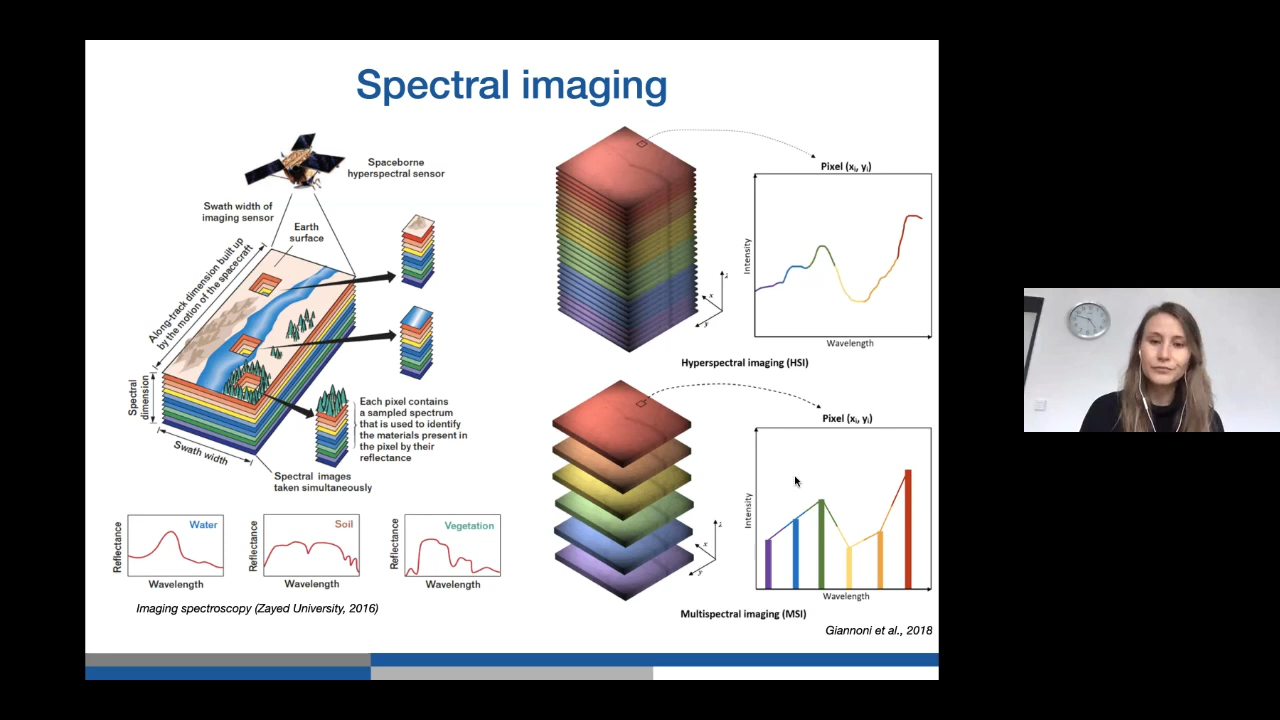 Spectral imaging
Spaceborne
hyperspectral sensor
Swath width of
imaging sensor
Earth
surface
Along-track dimension built up
by the motion of the spacecraft
Spectral
dimension
Swath width
Each pixel contains
a sampled spectrum
that is used to identify
the materials present in
the pixel by their
reflectance
Spectral images
taken simultaneously
Reflectance
Water
Wavelength
Reflectance
Soil
Wavelength
Reflectance
Vegetation
Wavelength
Imaging spectroscopy (Zayed University, 2016)
λ
x
y
Pixel (xᵢ, yᵢ)
Intensity
Wavelength
Hyperspectral imaging (HSI)
λ
x
y
Pixel (xᵢ, yᵢ)
Intensity
Wavelength
Multispectral imaging (MSI)
Giannoni et al., 2018